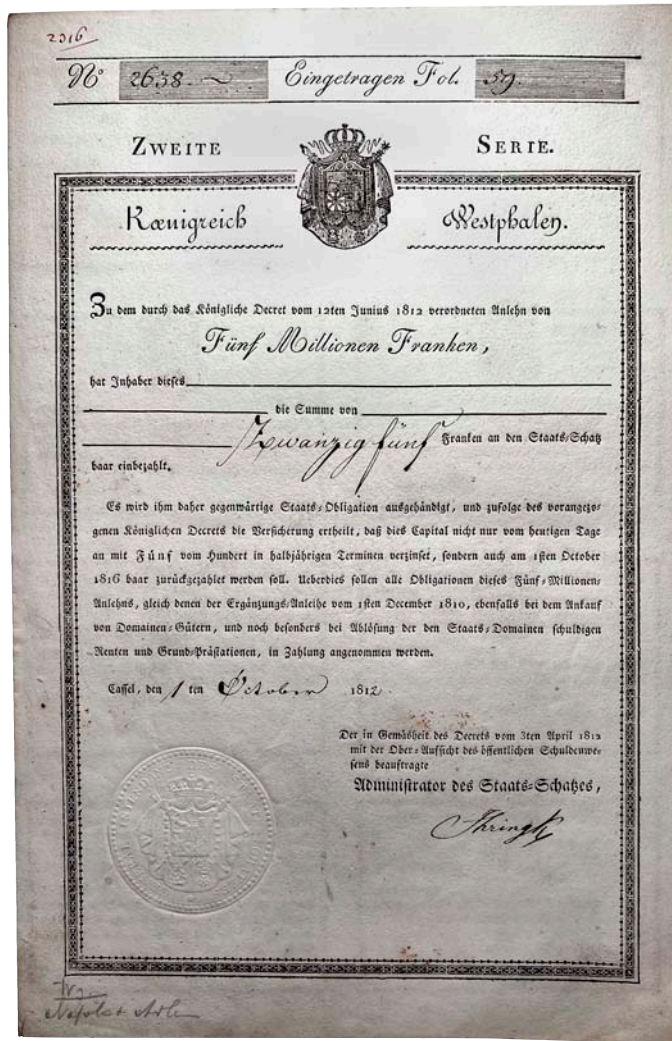 2316
No 2638. Eingetragen Fol. 59.
ZWEITE SERIE.
Kœnigreich Westphalen.
Zu dem durch das Königliche Decret vom 12ten Junius 1812 verordneten Anlehn von
Fünf Millionen Franken,
hat Inhaber dieses
die Summe von
Zwanzig fünf Franken an den Staats-Schatz
baar einbezahlt.
Es wird ihm daher gegenwärtige Staats-Obligation ausgehändigt, und zufolge des vorangezo-
genen Königlichen Decrets die Versicherung ertheilt, daß dies Capital nicht nur vom heutigen Tage
an mit Fünf vom Hundert in halbjährigen Terminen verzinset, sondern auch am 1sten October
1816 baar zurückgezahlt werden soll. Ueberdies sollen alle Obligationen dieses Fünf-Millionen-
Anlehns, gleich denen der Ergänzungs-Anleihe vom 1sten December 1810, ebenfalls bei dem Ankauf
von Domainen-Gütern, und noch besonders bei Ablösung der den Staats-Domainen schuldigen
Renten und Grund-Prästationen, in Zahlung angenommen werden.
Cassel, den 1 ten October 1812.
Der in Gemäsheit des Decrets vom 3ten April 1812
mit der Ober-Aufsicht des öffentlichen Schuldenwe-
sens beauftragte
Administrator des Staats-Schatzes,